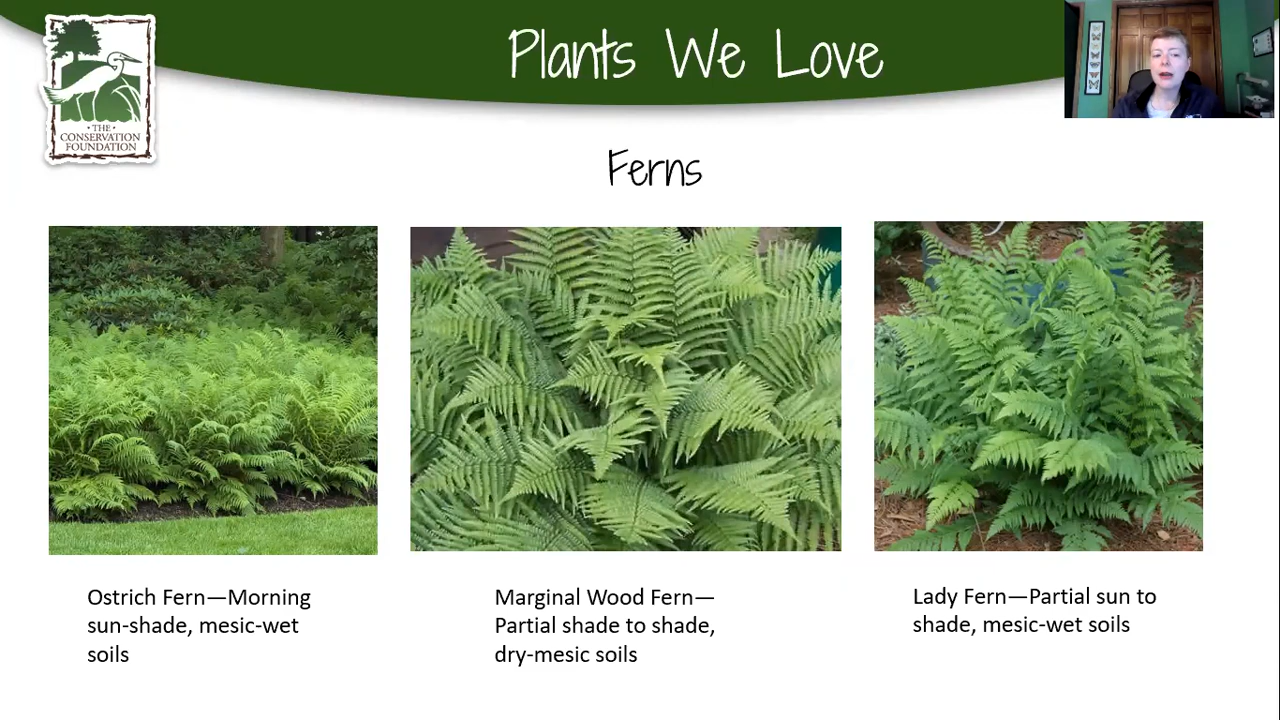 Plants We Love
• THE •
CONSERVATION
FOUNDATION
Ferns
Ostrich Fern—Morning
sun-shade, mesic-wet
soils
Marginal Wood Fern—
Partial shade to shade,
dry-mesic soils
Lady Fern—Partial sun to
shade, mesic-wet soils